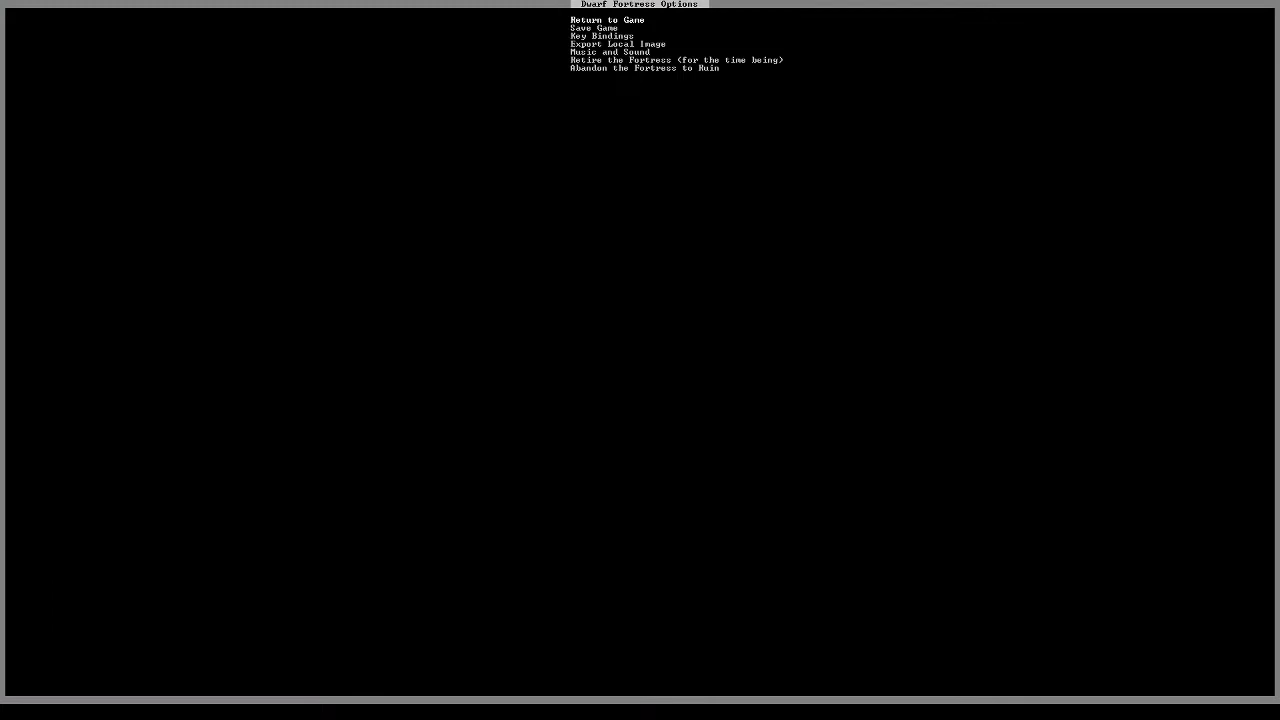 Dwarf Fortress Options
Return to Game
Save Game
Key Bindings
Export Local Image
Music and Sound
Retire the Fortress (for the time being)
Abandon the Fortress to Ruin